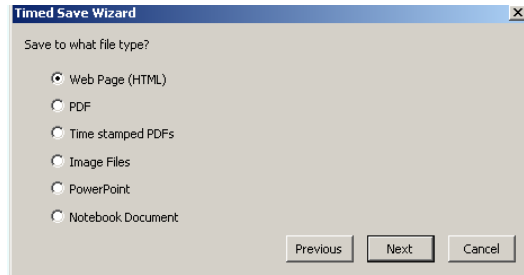 Timed Save Wizard
Save to what file type?
Web Page (HTML)
PDF
Time stamped PDFs
Image Files
PowerPoint
Notebook Document
Previous Next Cancel